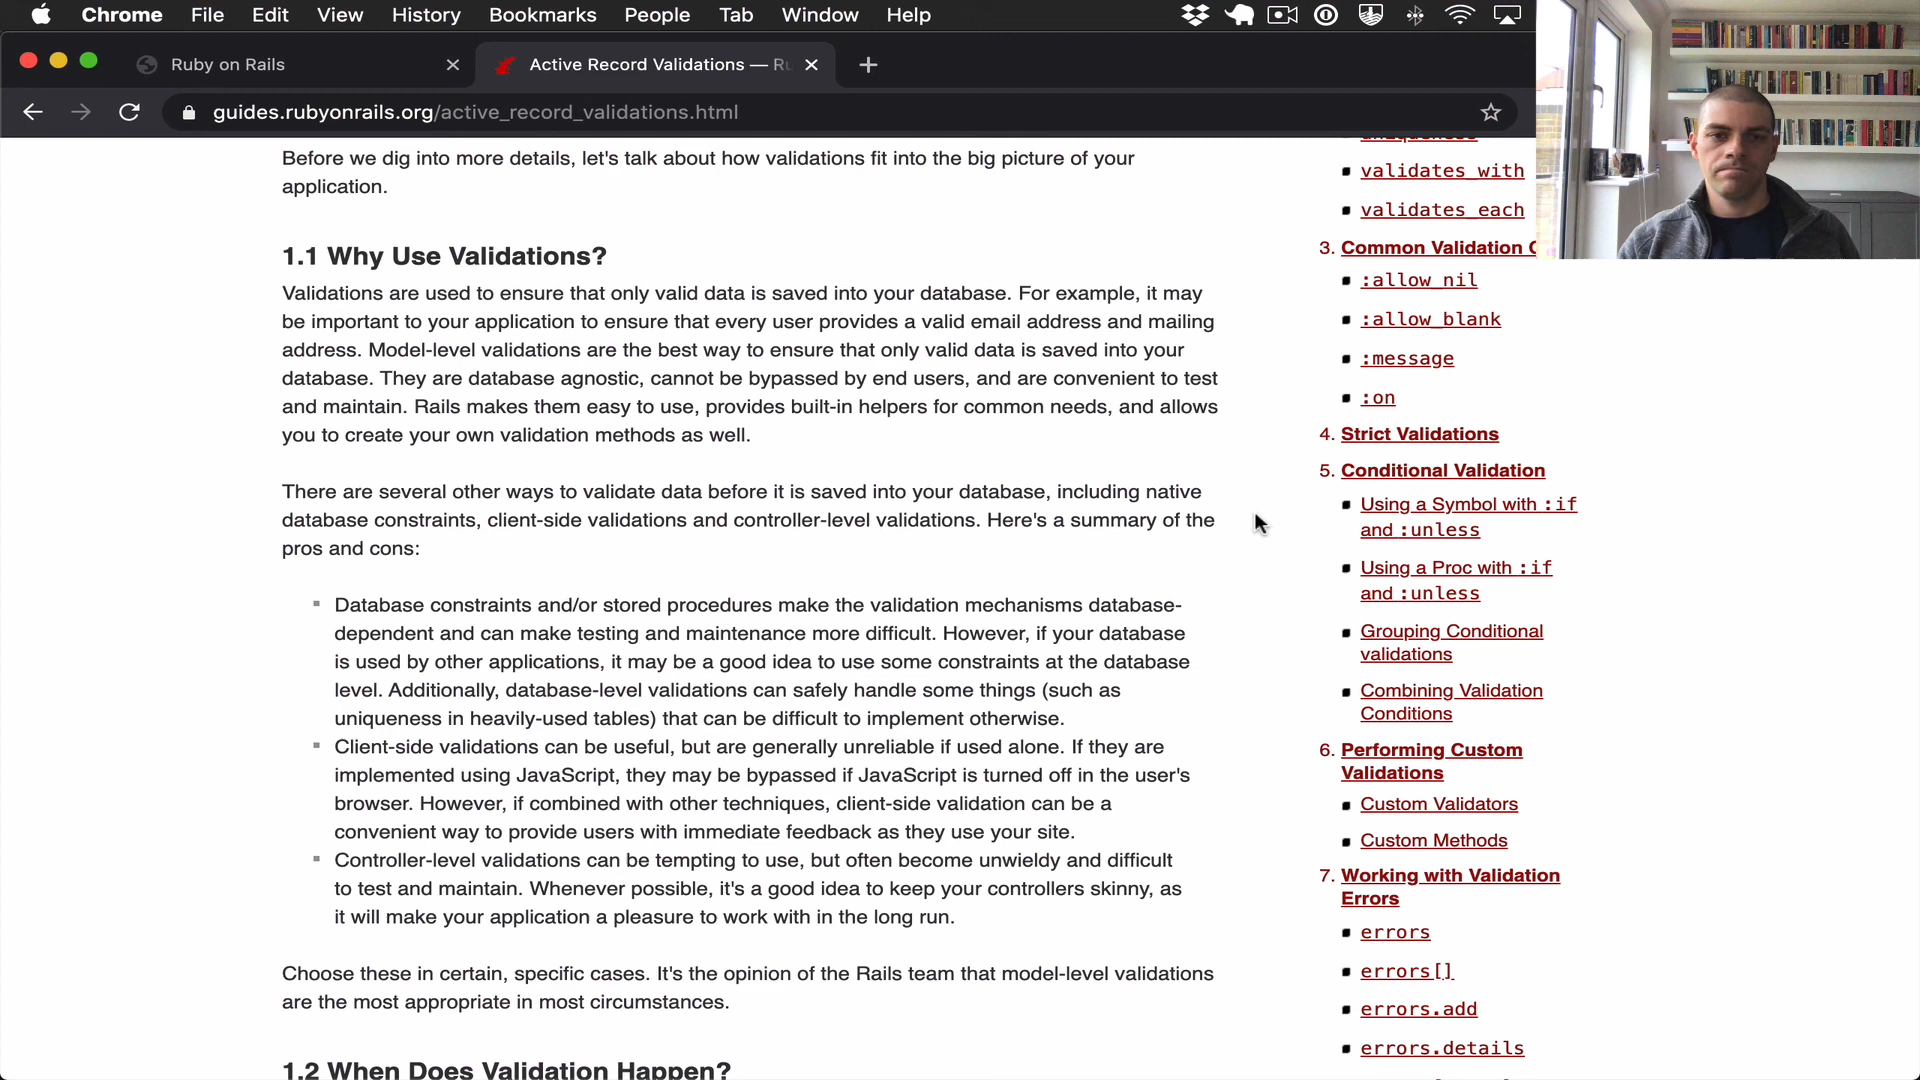 Chrome File Edit View History Bookmarks People Tab Window Help
Ruby on Rails
Active Record Validations — Ru
guides.rubyonrails.org/active_record_validations.html
Before we dig into more details, let's talk about how validations fit into the big picture of your
application.
1.1 Why Use Validations?
Validations are used to ensure that only valid data is saved into your database. For example, it may
be important to your application to ensure that every user provides a valid email address and mailing
address. Model-level validations are the best way to ensure that only valid data is saved into your
database. They are database agnostic, cannot be bypassed by end users, and are convenient to test
and maintain. Rails makes them easy to use, provides built-in helpers for common needs, and allows
you to create your own validation methods as well.
There are several other ways to validate data before it is saved into your database, including native
database constraints, client-side validations and controller-level validations. Here's a summary of the
pros and cons:
Database constraints and/or stored procedures make the validation mechanisms database-
dependent and can make testing and maintenance more difficult. However, if your database
is used by other applications, it may be a good idea to use some constraints at the database
level. Additionally, database-level validations can safely handle some things (such as
uniqueness in heavily-used tables) that can be difficult to implement otherwise.
Client-side validations can be useful, but are generally unreliable if used alone. If they are
implemented using JavaScript, they may be bypassed if JavaScript is turned off in the user's
browser. However, if combined with other techniques, client-side validation can be a
convenient way to provide users with immediate feedback as they use your site.
Controller-level validations can be tempting to use, but often become unwieldy and difficult
to test and maintain. Whenever possible, it's a good idea to keep your controllers skinny, as
it will make your application a pleasure to work with in the long run.
Choose these in certain, specific cases. It's the opinion of the Rails team that model-level validations
are the most appropriate in most circumstances.
1.2 When Does Validation Happen?
uniqueness
validates_with
validates_each
3. Common Validation O
:allow_nil
:allow_blank
:message
:on
4. Strict Validations
5. Conditional Validation
Using a Symbol with :if
and :unless
Using a Proc with :if
and :unless
Grouping Conditional
validations
Combining Validation
Conditions
6. Performing Custom
Validations
Custom Validators
Custom Methods
7. Working with Validation
Errors
errors
errors[]
errors.add
errors.details